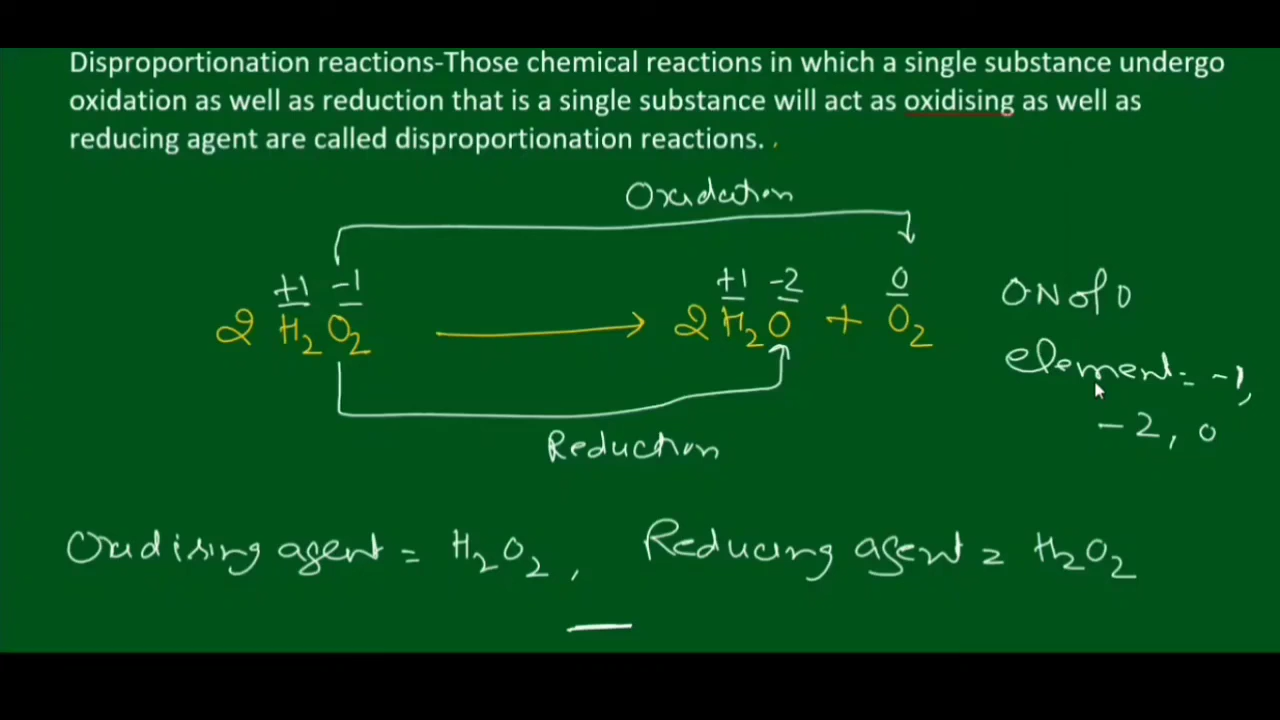 Disproportionation reactions-Those chemical reactions in which a single substance undergo
oxidation as well as reduction that is a single substance will act as oxidising as well as
reducing agent are called disproportionation reactions.
Oxidation
+1 -1 +1 -2 0
2 H₂O₂ → 2 H₂O + O₂
O·N of O
element = -1,
-2, 0
Reduction
Oxidising agent = H₂O₂, Reducing agent = H₂O₂